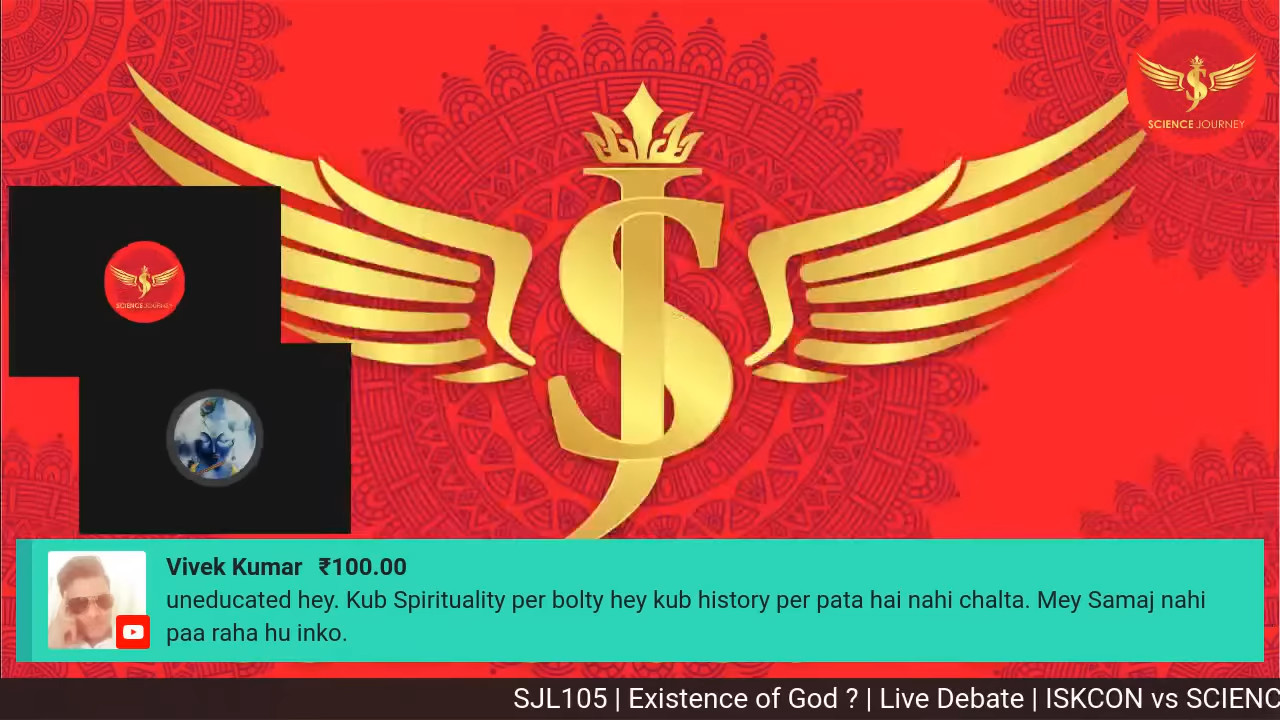 SCIENCE JOURNEY
SCIENCE JOURNEY
Vivek Kumar ₹100.00
uneducated hey. Kub Spirituality per bolty hey kub history per pata hai nahi chalta. Mey Samaj nahi
paa raha hu inko.
SJL105 | Existence of God ? | Live Debate | ISKCON vs SCIENC